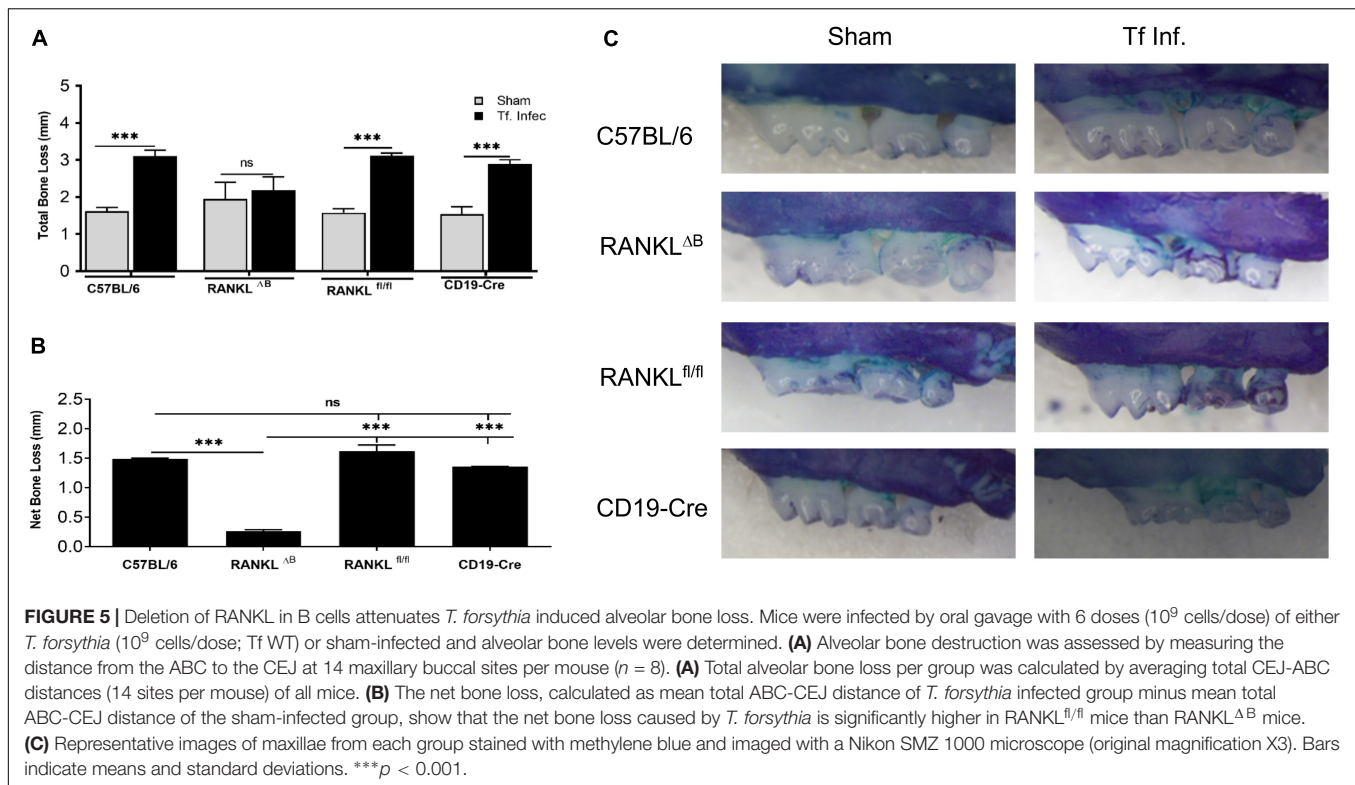 A
Total Bone Loss (mm)
5
4
3
2
1
0
Sham
Tf. Infec
***
ns
***
***
C57BL/6
RANKL ΔB
RANKL fl/fl
CD19-Cre
B
Net Bone Loss (mm)
2.5
2.0
1.5
1.0
0.5
0.0
ns
***
***
***
C57BL/6
RANKL ΔB
RANKL fl/fl
CD19-Cre
C
Sham
Tf Inf.
C57BL/6
RANKL ΔB
RANKL fl/fl
CD19-Cre
FIGURE 5 | Deletion of RANKL in B cells attenuates T. forsythia induced alveolar bone loss. Mice were infected by oral gavage with 6 doses (10⁹ cells/dose) of either
T. forsythia (10⁹ cells/dose; Tf WT) or sham-infected and alveolar bone levels were determined. (A) Alveolar bone destruction was assessed by measuring the
distance from the ABC to the CEJ at 14 maxillary buccal sites per mouse (n = 8). (A) Total alveolar bone loss per group was calculated by averaging total CEJ-ABC
distances (14 sites per mouse) of all mice. (B) The net bone loss, calculated as mean total ABC-CEJ distance of T. forsythia infected group minus mean total
ABC-CEJ distance of the sham-infected group, show that the net bone loss caused by T. forsythia is significantly higher in RANKL fl/fl mice than RANKL ΔB mice.
(C) Representative images of maxillae from each group stained with methylene blue and imaged with a Nikon SMZ 1000 microscope (original magnification X3). Bars
indicate means and standard deviations. ***p < 0.001.